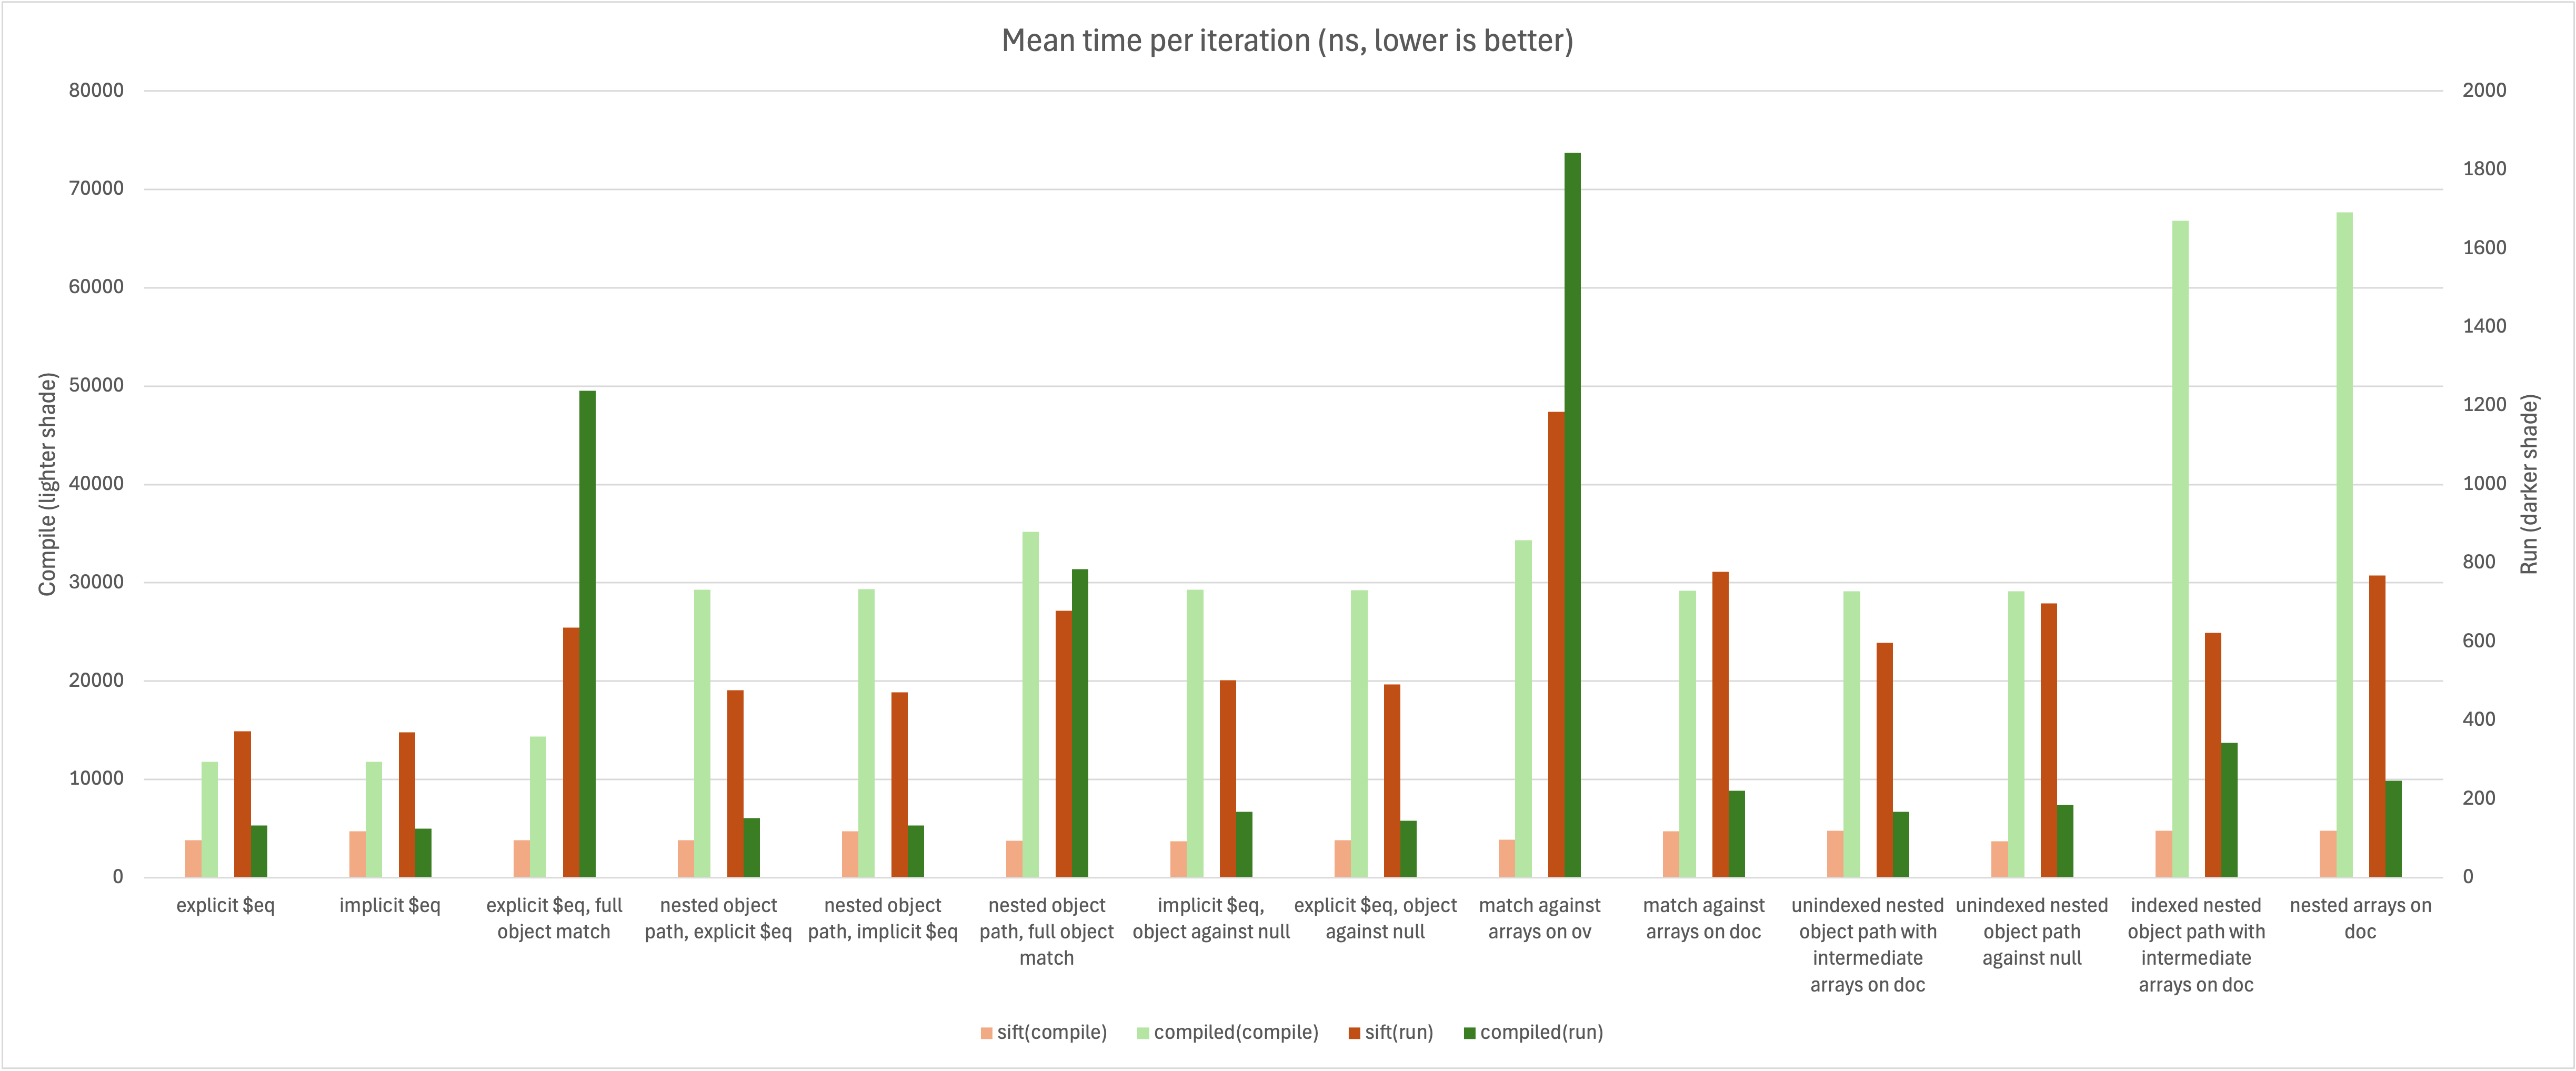 Mean time per iteration (ns, lower is better)
80000
70000
60000
50000
40000
30000
20000
10000
0
Compile (lighter shade)
2000
1800
1600
1400
1200
1000
800
600
400
200
0
Run (darker shade)
explicit $eq
implicit $eq
explicit $eq, full
object match
nested object
path, explicit $eq
nested object
path, implicit $eq
nested object
path, full object
match
implicit $eq,
object against null
explicit $eq, object
against null
match against
arrays on ov
match against
arrays on doc
unindexed nested
object path with
intermediate
arrays on doc
unindexed nested
object path
against null
indexed nested
object path with
intermediate
arrays on doc
nested arrays on
doc
sift(compile)
compiled(compile)
sift(run)
compiled(run)